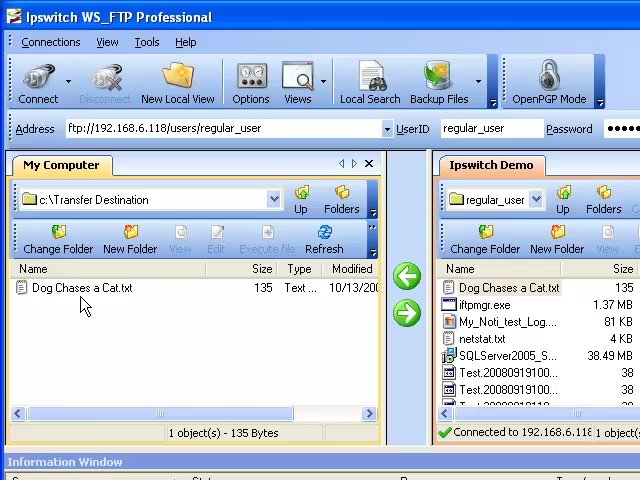 Ipswitch WS_FTP Professional
Connections View Tools Help
Connect Disconnect New Local View Options Views Local Search Backup Files OpenPGP Mode
Address ftp://192.168.6.118/users/regular_user UserID regular_user Password
My Computer
c:\Transfer Destination Up Folders
Change Folder New Folder View Edit Execute file Refresh
Name Size Type Modified
Dog Chases a Cat.txt 135 Text ... 10/13/200
1 object(s) - 135 Bytes
Ipswitch Demo
regular_user Up Folders
Change Folder New Folder View
Name Size
Dog Chases a Cat.txt 135
iftpmgr.exe 1.37 MB
My_Noti_test_Log... 81 KB
netstat.txt 4 KB
SQLServer2005_S... 38.49 MB
Test.20080919100... 38
Test.20080919100... 38
Connected to 192.168.6.118 1 object(s)
Information Window